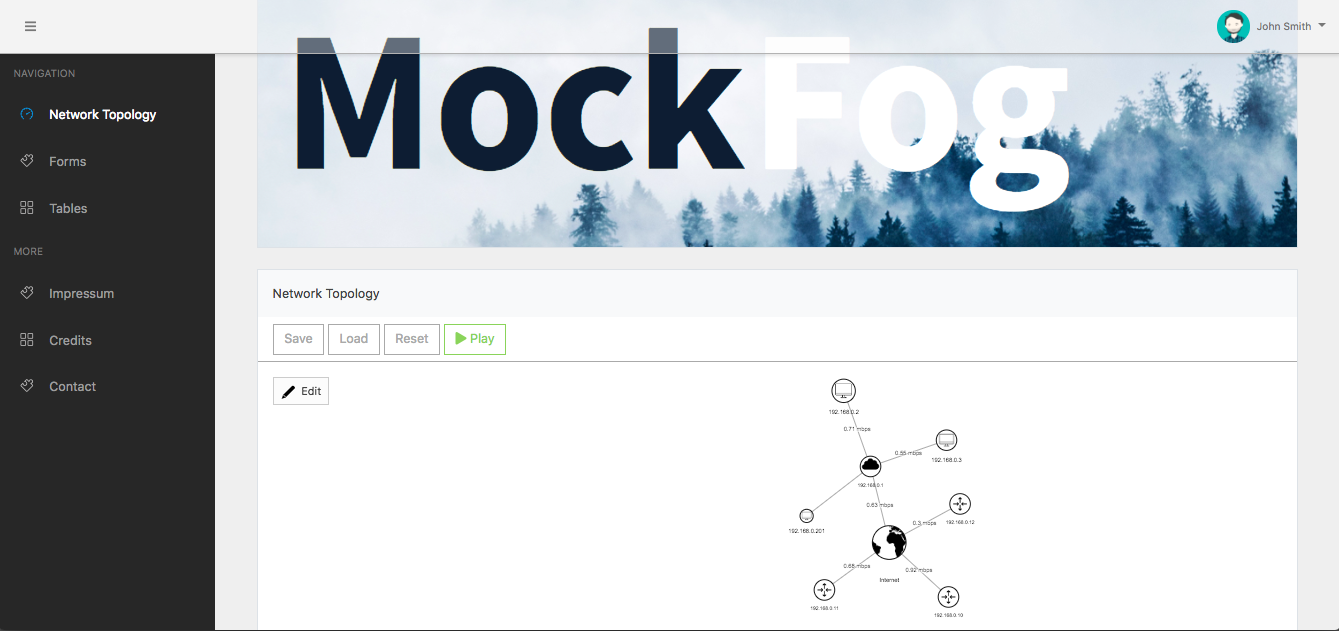 MockFog
John Smith
NAVIGATION
Network Topology
Forms
Tables
MORE
Impressum
Credits
Contact
Network Topology
Save Load Reset Play
Edit
192.168.0.2
0.71 mbps
0.55 mbps
192.168.0.3
192.168.0.1
0.63 mbps
0.3 mbps
192.168.0.12
192.168.0.201
0.68 mbps
0.92 mbps
Internet
192.168.0.11
192.168.0.10